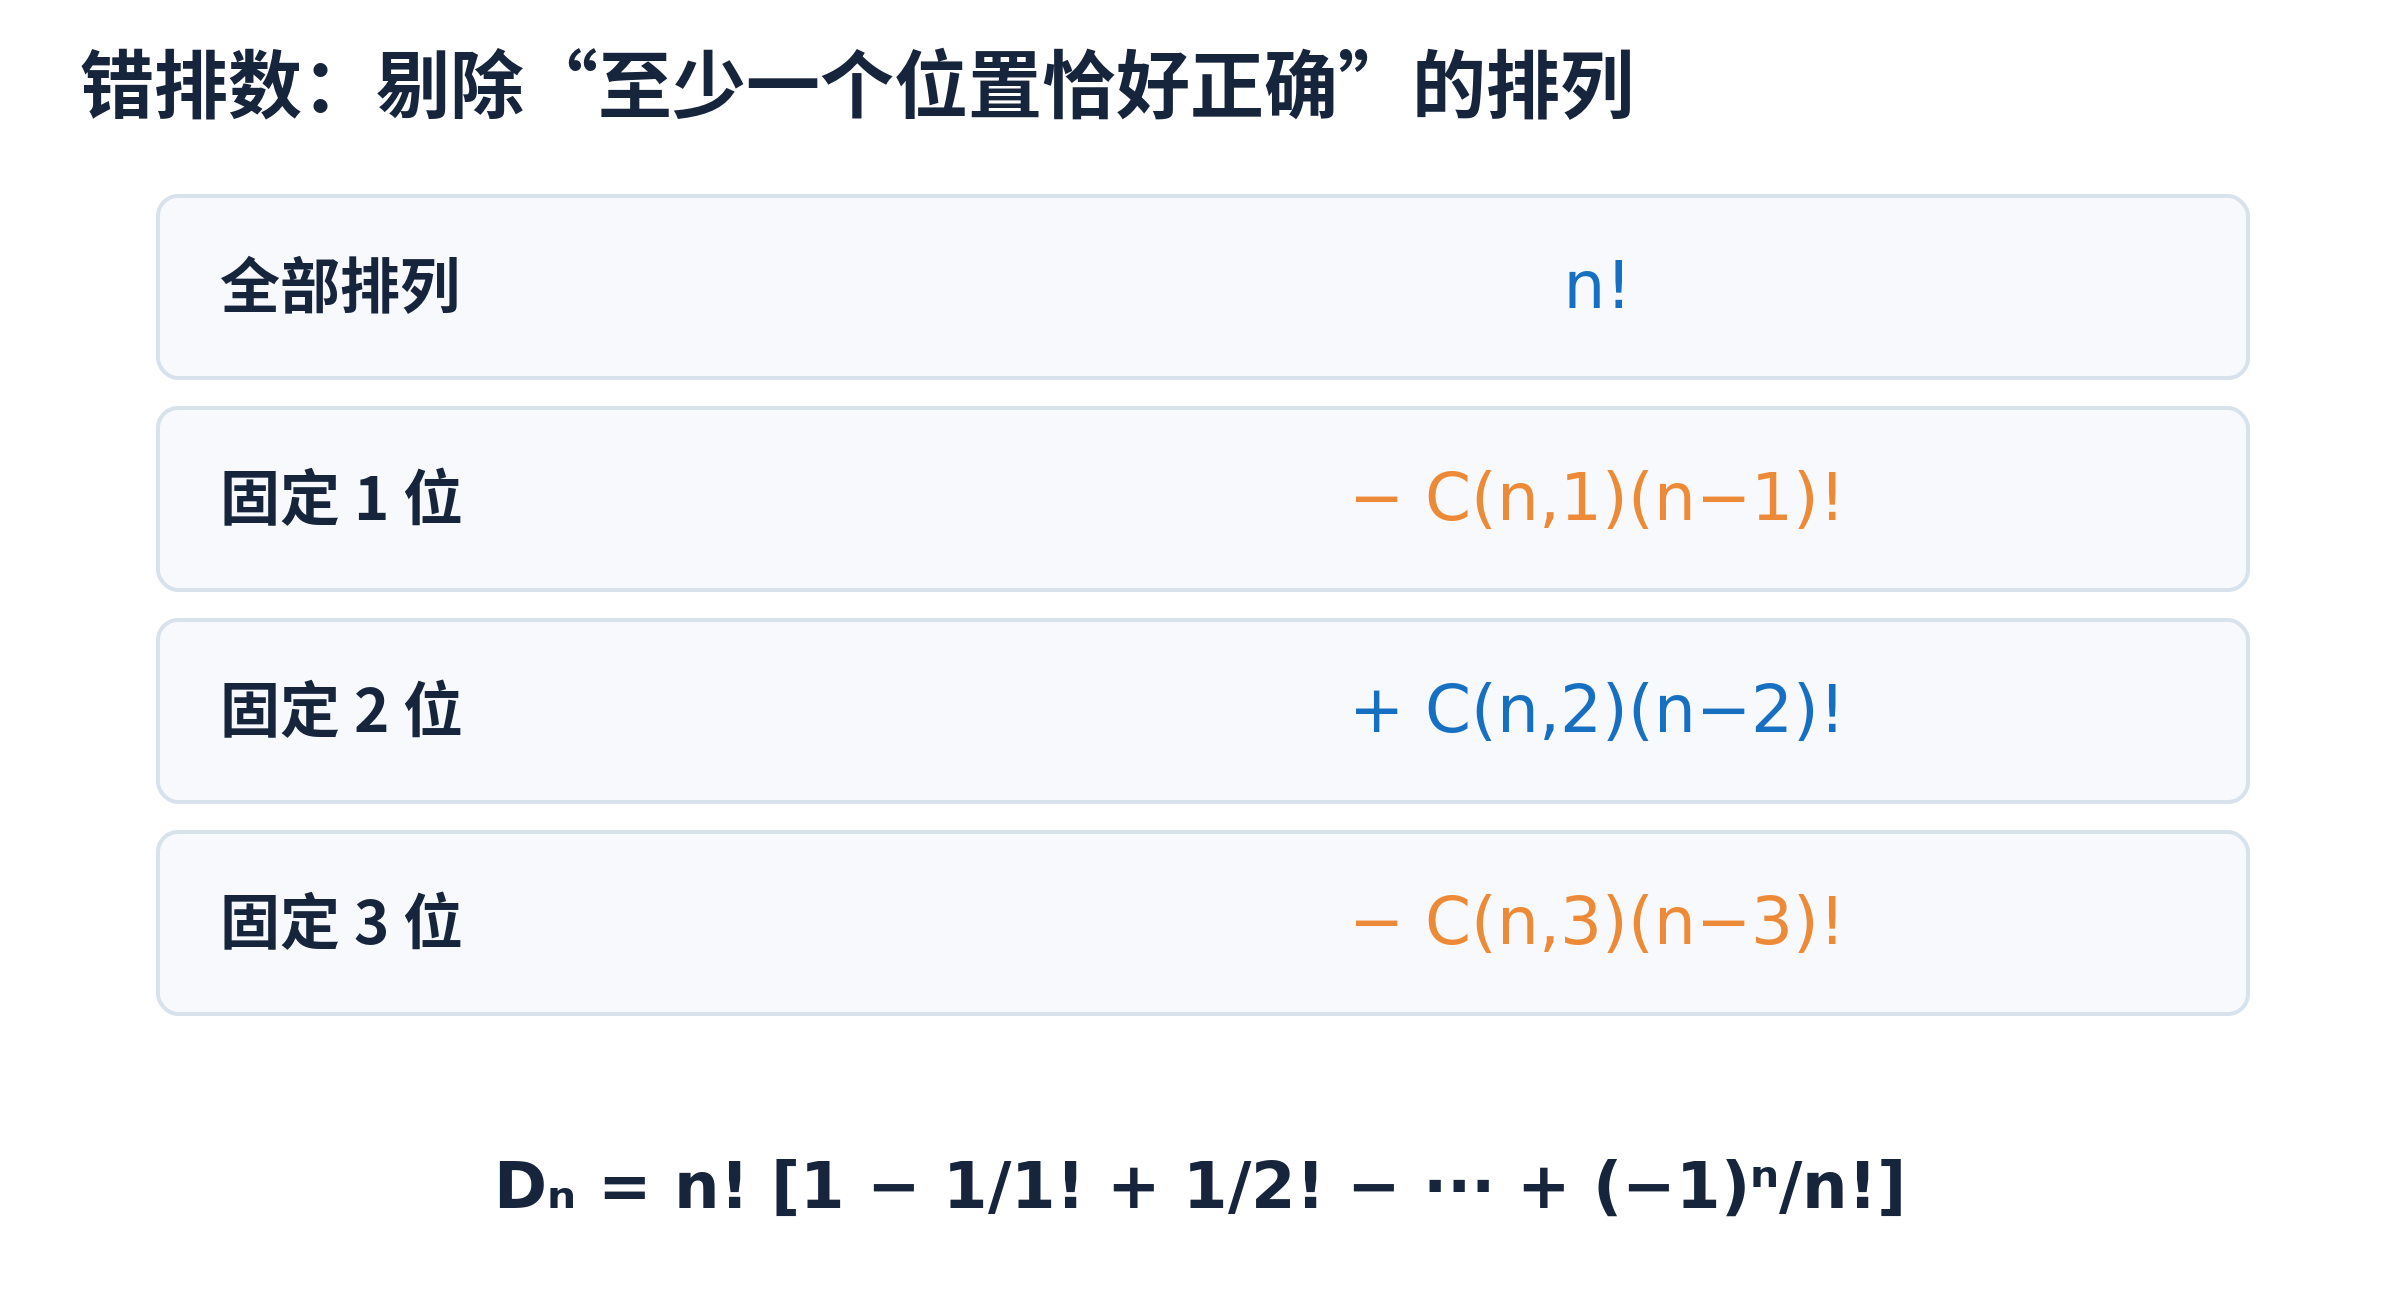 错排数：剔除“至少一个位置恰好正确”的排列
全部排列 n!
固定 1 位 − C(n,1)(n−1)!
固定 2 位 + C(n,2)(n−2)!
固定 3 位 − C(n,3)(n−3)!
Dₙ = n! [1 − 1/1! + 1/2! − ⋯ + (−1)ⁿ/n!]